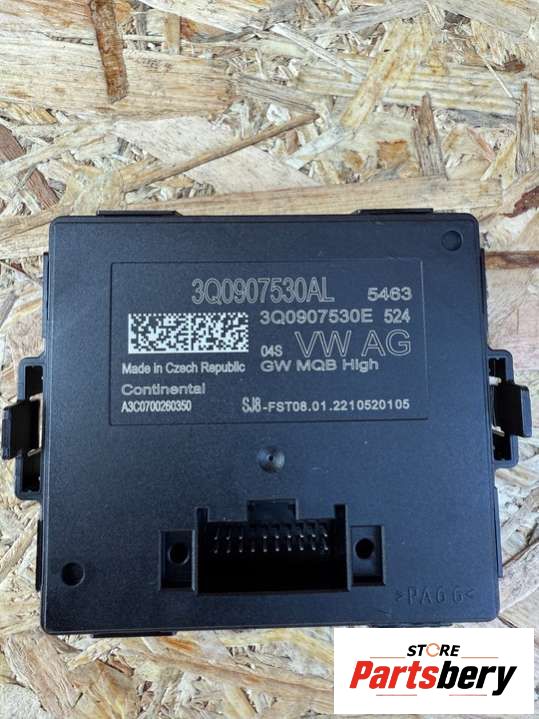 3Q0907530AL 5463
3Q0907530E 524
04S VW AG
Made in Czech Republic GW MQB High
Continental
A3C0700260350 SJ6-FST08.01.2210520105
>PA66<
STORE
Partsbery